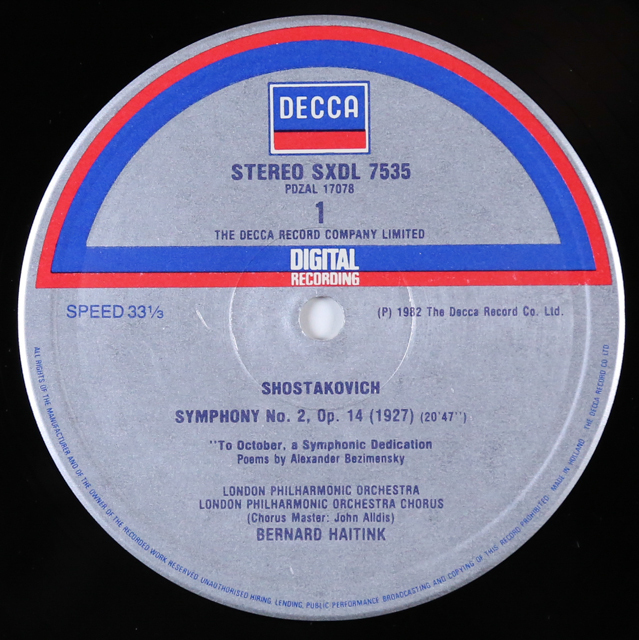 DECCA
STEREO SXDL 7535
PDZAL 17078
1
THE DECCA RECORD COMPANY LIMITED
DIGITAL
RECORDING
SPEED 33⅓
(P) 1982 The Decca Record Co. Ltd.
SHOSTAKOVICH
SYMPHONY No. 2, Op. 14 (1927) (20'47'')
''To October, a Symphonic Dedication
Poems by Alexander Bezimensky
LONDON PHILHARMONIC ORCHESTRA
LONDON PHILHARMONIC ORCHESTRA CHORUS
(Chorus Master: John Alldis)
BERNARD HAITINK
ALL RIGHTS OF THE MANUFACTURER AND OF THE OWNER OF THE RECORDED WORK RESERVED UNAUTHORISED HIRING, LENDING, PUBLIC PERFORMANCE BROADCASTING AND COPYING OF THIS RECORD PROHIBITED. MADE IN HOLLAND. THE DECCA RECORD CO LTD